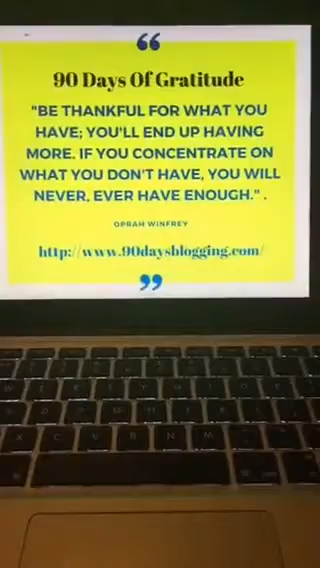 ❝
90 Days Of Gratitude
"BE THANKFUL FOR WHAT YOU
HAVE; YOU'LL END UP HAVING
MORE. IF YOU CONCENTRATE ON
WHAT YOU DON'T HAVE, YOU WILL
NEVER, EVER HAVE ENOUGH." .
OPRAH WINFREY
http://www.90daysblogging.com/
❞
X C V B N M